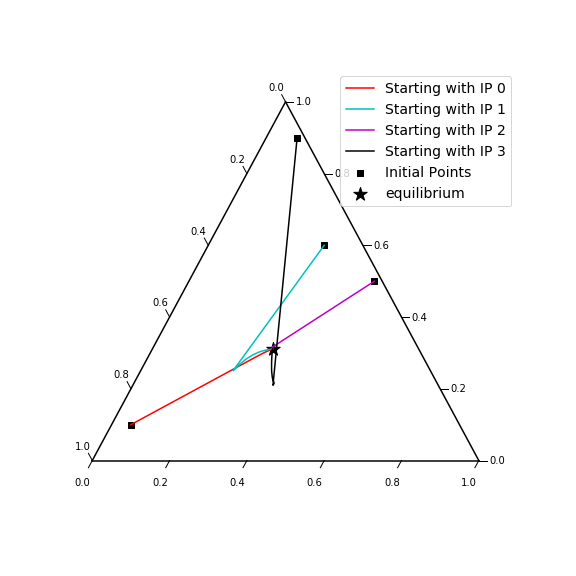 0.0
1.0
Starting with IP 0
Starting with IP 1
Starting with IP 2
Starting with IP 3
Initial Points
equilibrium
0.2
0.8
0.4
0.6
0.6
0.4
0.8
0.2
1.0
0.0
0.0 0.2 0.4 0.6 0.8 1.0